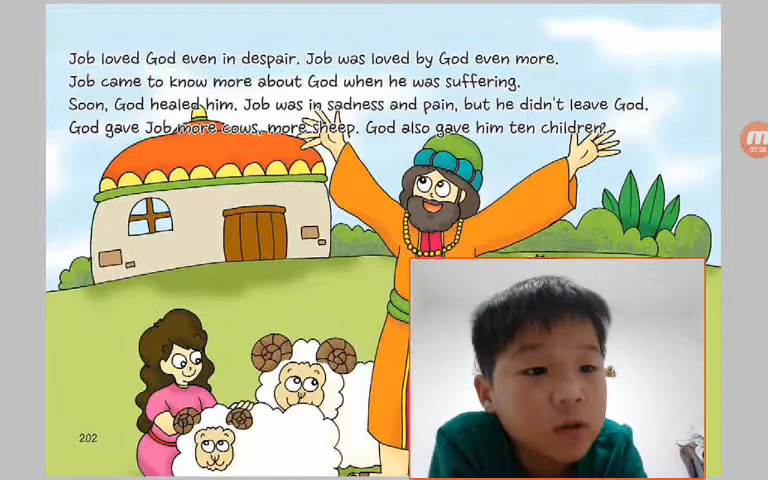 Job loved God even in despair. Job was loved by God even more.
Job came to know more about God when he was suffering.
Soon, God healed him. Job was in sadness and pain, but he didn't leave God.
God gave Job more cows, more sheep. God also gave him ten children.
202
M
07:58